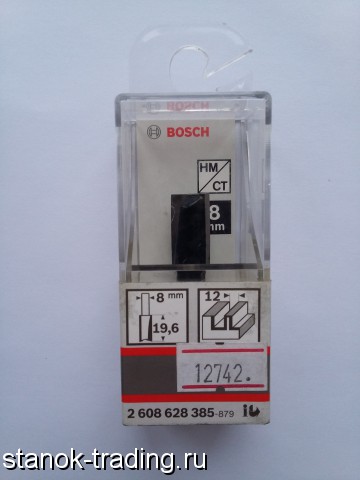 BOSCH
HM
CT
8
mm
8 mm
12
19,6
12742.
2 608 628 385-879
stanok-trading.ru